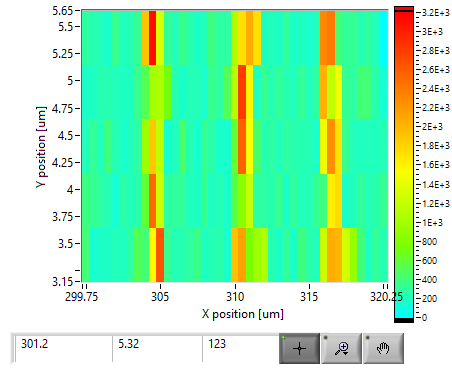 5.65
5.5
5.25
5
4.75
4.5
4.25
4
3.75
3.5
3.15
Y position [um]
299.75 305 310 315 320.25
X position [um]
3.2E+3
3E+3
2.8E+3
2.6E+3
2.4E+3
2.2E+3
2E+3
1.8E+3
1.6E+3
1.4E+3
1.2E+3
1E+3
800
600
400
200
0
301.2 5.32 123